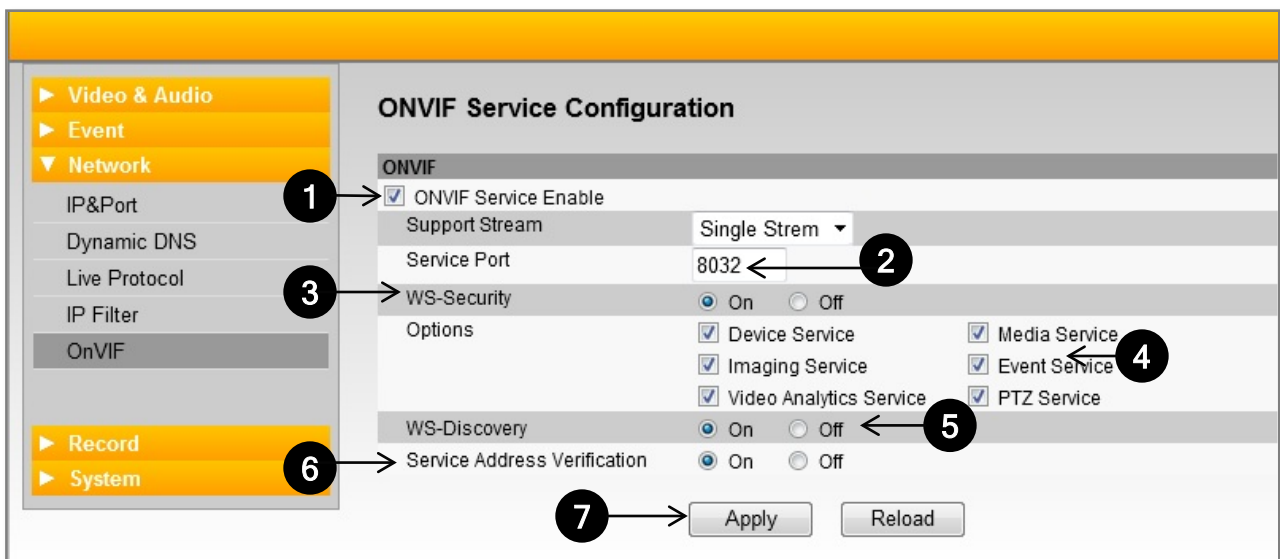 Video & Audio
Event
Network
IP&Port
Dynamic DNS
Live Protocol
IP Filter
OnVIF
Record
System
ONVIF Service Configuration
ONVIF
1 ONVIF Service Enable
Support Stream Single Strem
Service Port 8032 2
3 WS-Security On Off
Options Device Service Media Service
Imaging Service Event Service 4
Video Analytics Service PTZ Service
WS-Discovery On Off 5
6 Service Address Verification On Off
7 Apply Reload